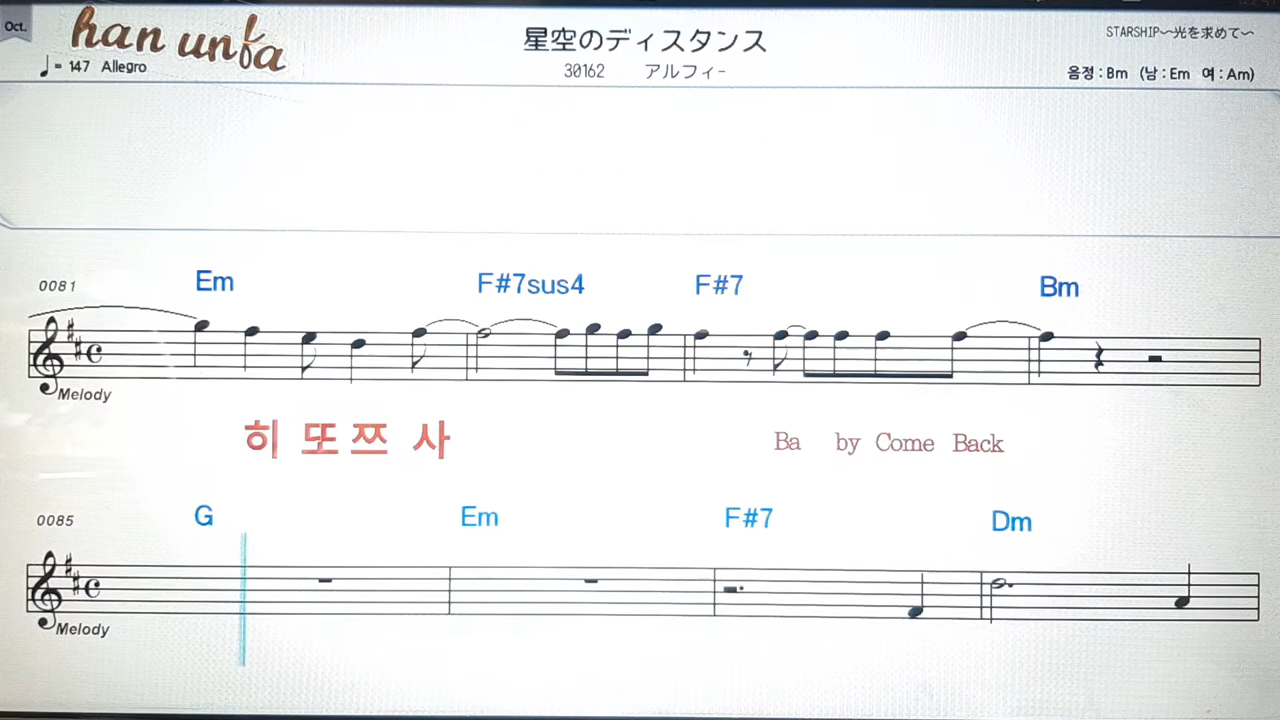 Oct.
han unba
♩= 147 Allegro
星空のディスタンス
30162 アルフィ-
STARSHIP〜光を求めて〜
음정 : Bm (남 : Em 여 : Am)
0081 Em F#7sus4 F#7 Bm
Melody
히 또 쯔 사 Ba by Come Back
0085 G Em F#7 Dm
Melody